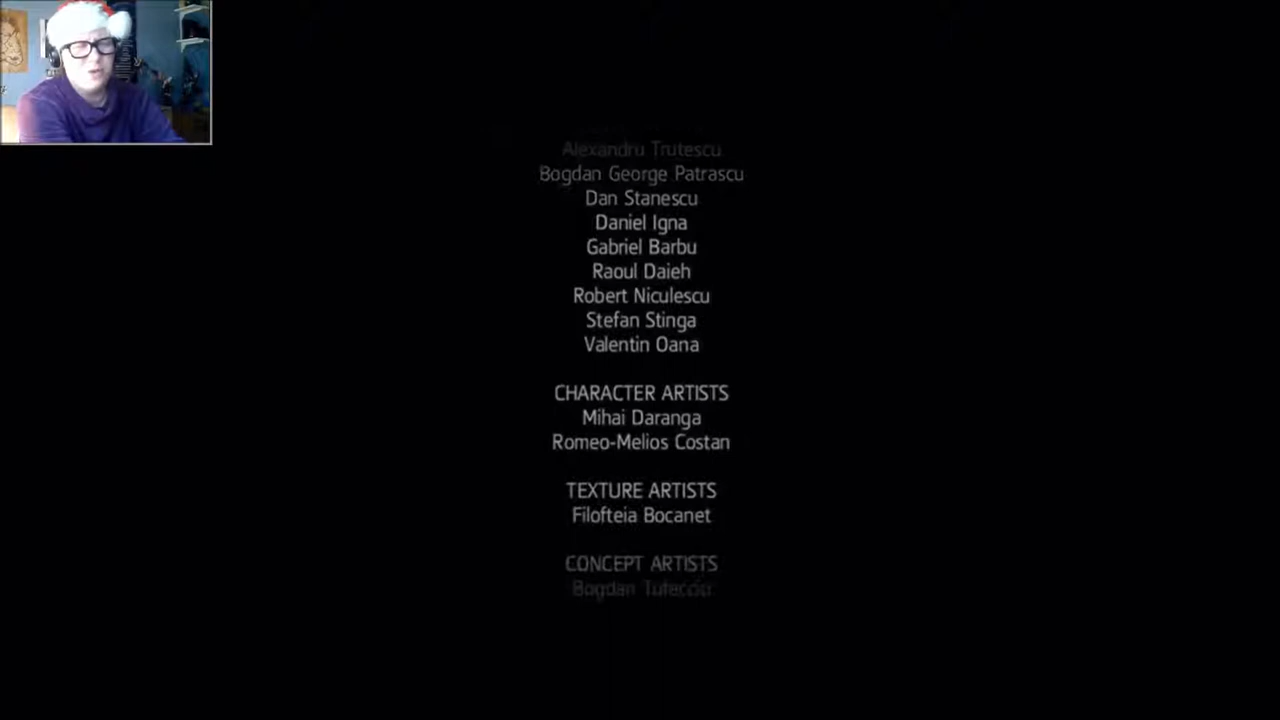 Alexandru Trutescu
Bogdan George Patrascu
Dan Stanescu
Daniel Igna
Gabriel Barbu
Raoul Daieh
Robert Niculescu
Stefan Stinga
Valentin Oana
CHARACTER ARTISTS
Mihai Daranga
Romeo-Melios Costan
TEXTURE ARTISTS
Filofteia Bocanet
CONCEPT ARTISTS
Bogdan